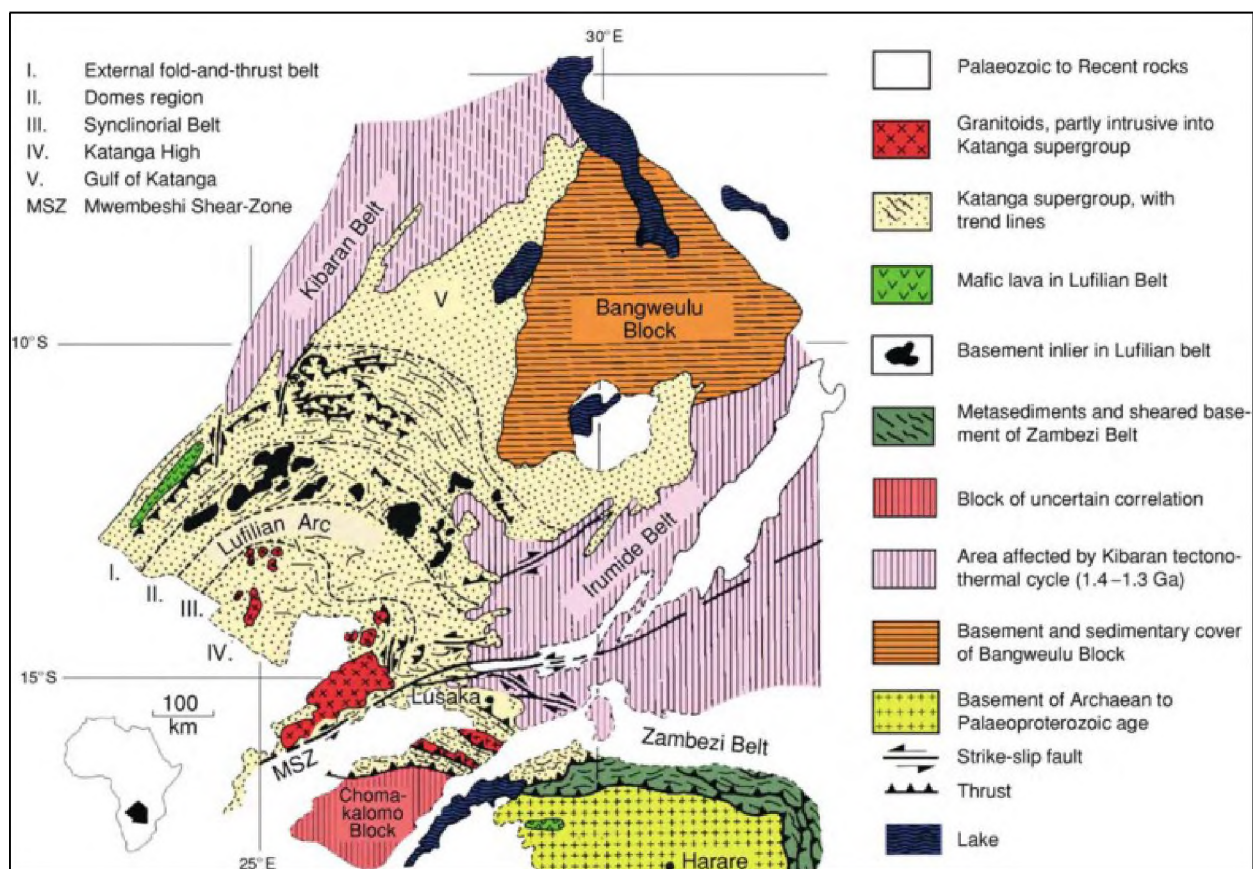 30°E
I. External fold-and-thrust belt
II. Domes region
III. Synclinorial Belt
IV. Katanga High
V. Gulf of Katanga
MSZ Mwembeshi Shear-Zone
Kibaran Belt
V
Bangweulu
Block
10°S
Lufilian Arc
Irumide Belt
I.
II.
III.
IV.
15°S
100
km
Lusaka
MSZ
Zambezi Belt
Choma-
kalomo
Block
25°E
Harare
Palaeozoic to Recent rocks
Granitoids, partly intrusive into
Katanga supergroup
Katanga supergroup, with
trend lines
Mafic lava in Lufilian Belt
Basement inlier in Lufilian belt
Metasediments and sheared base-
ment of Zambezi Belt
Block of uncertain correlation
Area affected by Kibaran tectono-
thermal cycle (1.4–1.3 Ga)
Basement and sedimentary cover
of Bangweulu Block
Basement of Archaean to
Palaeoproterozoic age
Strike-slip fault
Thrust
Lake